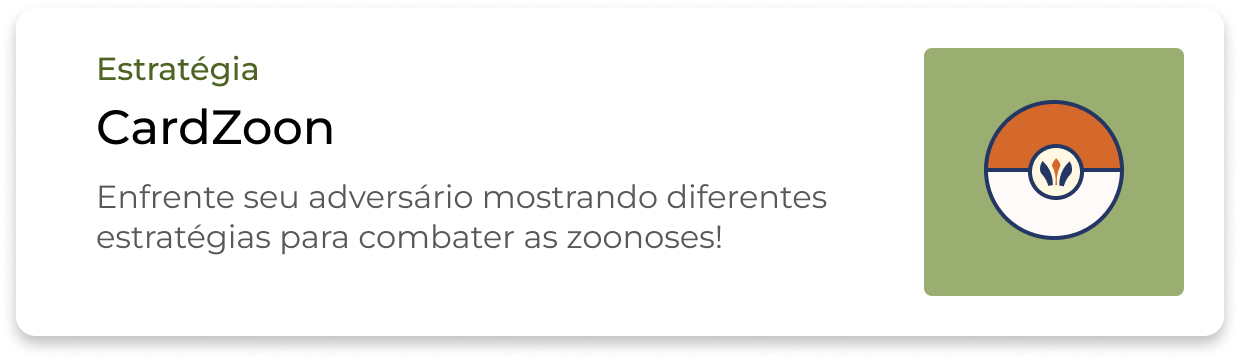 Estratégia
CardZoon
Enfrente seu adversário mostrando diferentes
estratégias para combater as zoonoses!